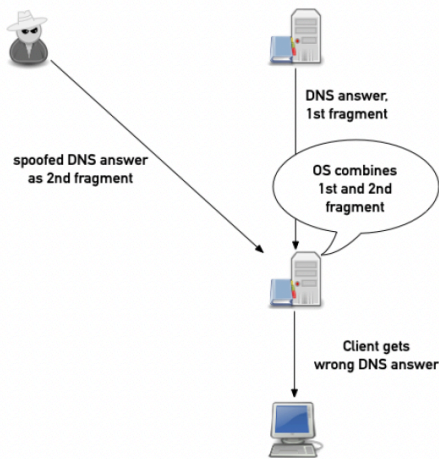 DNS answer,
1st fragment
spoofed DNS answer
as 2nd fragment
OS combines
1st and 2nd
fragment
Client gets
wrong DNS answer